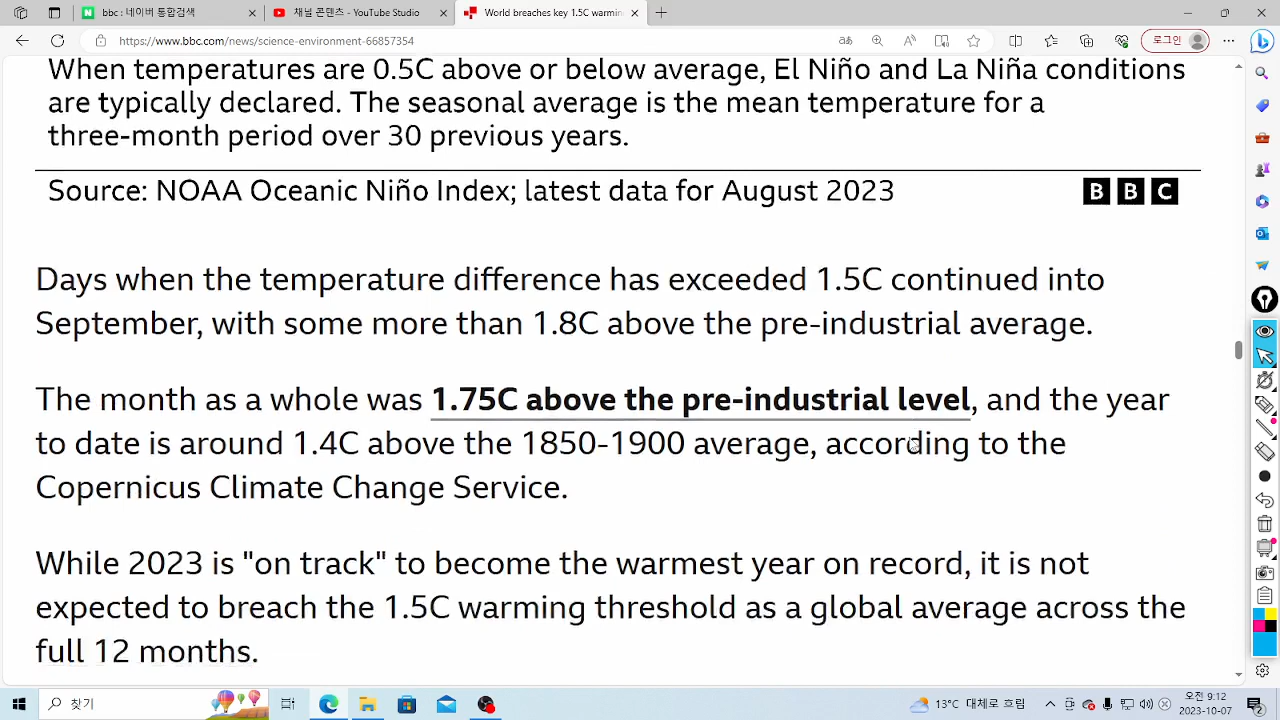 bbc : 네이버 통합검색
채널 콘텐츠 - YouTube Studio
World breaches key 1.5C warmin
https://www.bbc.com/news/science-environment-66857354
로그인
When temperatures are 0.5C above or below average, El Niño and La Niña conditions
are typically declared. The seasonal average is the mean temperature for a
three-month period over 30 previous years.
Source: NOAA Oceanic Niño Index; latest data for August 2023
BBC
Days when the temperature difference has exceeded 1.5C continued into
September, with some more than 1.8C above the pre-industrial average.
The month as a whole was 1.75C above the pre-industrial level, and the year
to date is around 1.4C above the 1850-1900 average, according to the
Copernicus Climate Change Service.
While 2023 is "on track" to become the warmest year on record, it is not
expected to breach the 1.5C warming threshold as a global average across the
full 12 months.
찾기
13°C 대체로 흐림
오전 9:12
2023-10-07
2